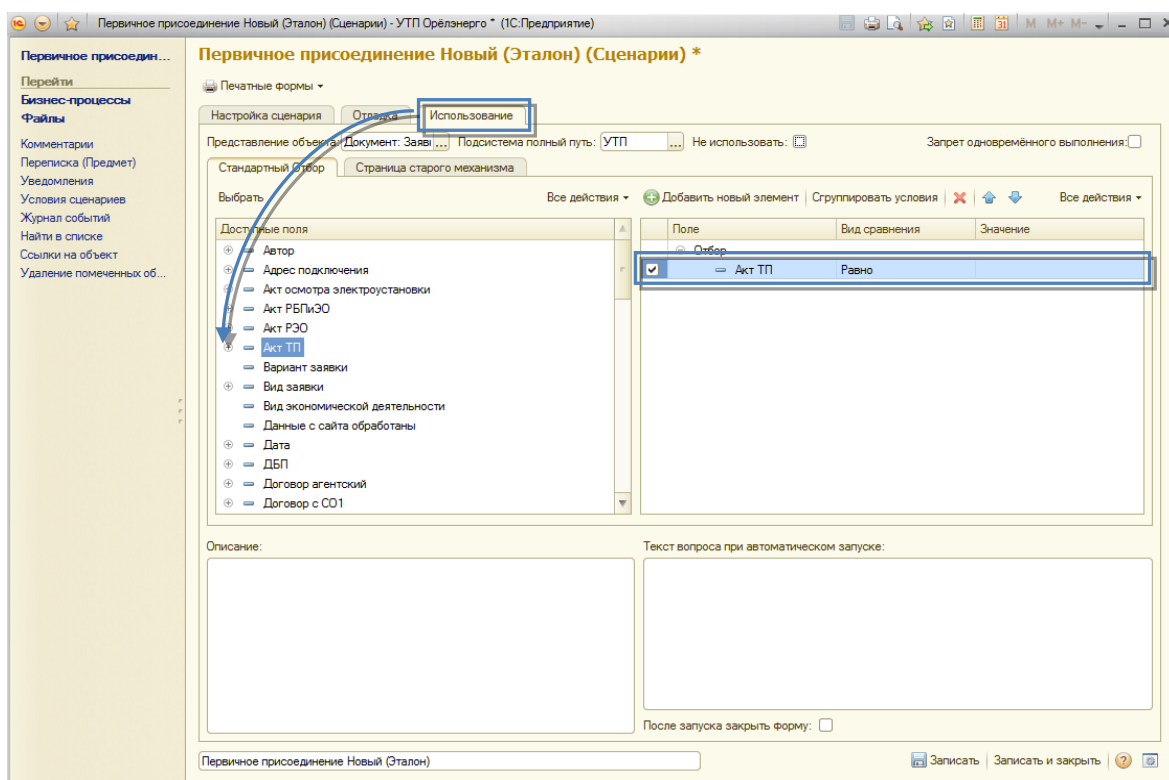 Первичное присоединение Новый (Эталон) (Сценарии) - УТП Орёлэнерго * (1С:Предприятие)
M M+ M-
Первичное присоедин...
Перейти
Бизнес-процессы
Файлы
Комментарии
Переписка (Предмет)
Уведомления
Условия сценариев
Журнал событий
Найти в списке
Ссылки на объект
Удаление помеченных об...
Первичное присоединение Новый (Эталон) (Сценарии) *
Печатные формы
Настройка сценария Отладка Использование
Представление объекта: Документ: Заяв ... Подсистема полный путь: УТП ... Не использовать: Запрет одновремённого выполнения:
Стандартный Отбор Страница старого механизма
Выбрать Все действия Добавить новый элемент Сгруппировать условия Все действия
Доступные поля Поле Вид сравнения Значение
Автор Отбор
Адрес подключения Акт ТП Равно
Акт осмотра электроустановки
Акт РБПиЭО
Акт РЭО
Акт ТП
Вариант заявки
Вид заявки
Вид экономической деятельности
Данные с сайта обработаны
Дата
ДБП
Договор агентский
Договор с СО1
Описание: Текст вопроса при автоматическом запуске:
После запуска закрыть форму:
Первичное присоединение Новый (Эталон) Записать Записать и закрыть